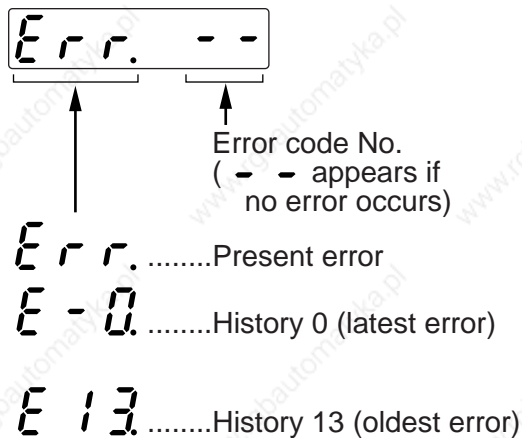 Err. - -
Error code No.
( - - appears if
no error occurs)
Err. ........Present error
E-0. ........History 0 (latest error)
E13. ........History 13 (oldest error)